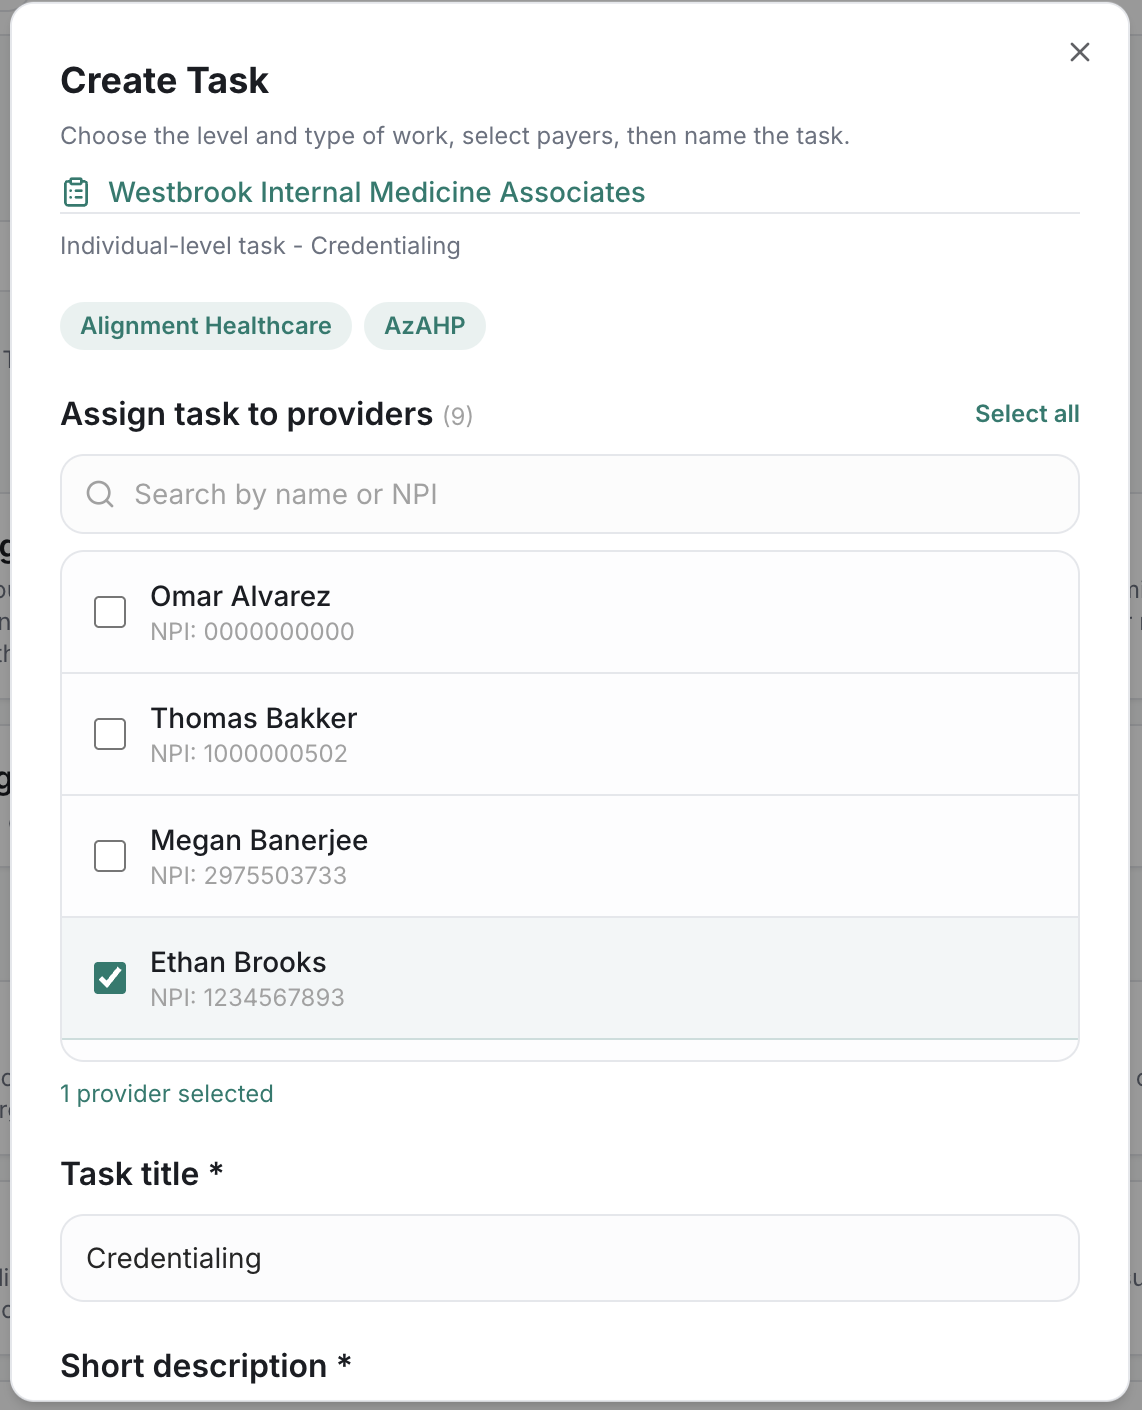 Create Task
Choose the level and type of work, select payers, then name the task.
Westbrook Internal Medicine Associates
Individual-level task - Credentialing
Alignment Healthcare
AzAHP
Assign task to providers (9)
Select all
Search by name or NPI
Omar Alvarez
NPI: 0000000000
Thomas Bakker
NPI: 1000000502
Megan Banerjee
NPI: 2975503733
Ethan Brooks
NPI: 1234567893
1 provider selected
Task title *
Credentialing
Short description *